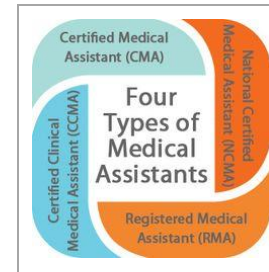 Certified Medical
Assistant (CMA)
National Certified
Medical Assistant (NCMA)
Four
Types of
Medical
Assistants
Certified Clinical
Medical Assistant (CCMA)
Registered Medical
Assistant (RMA)